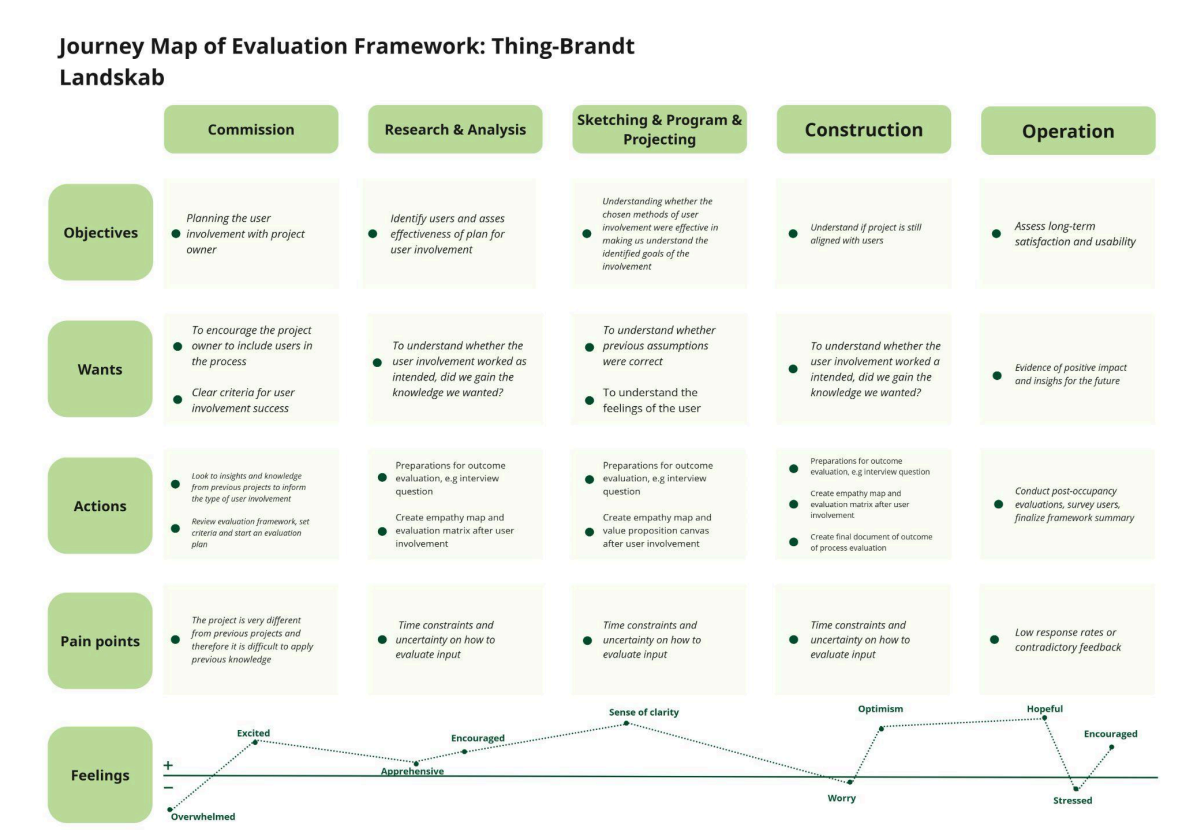 Journey Map of Evaluation Framework: Thing-Brandt
Landskab
Commission
Research & Analysis
Sketching & Program &
Projecting
Construction
Operation
Objectives
Planning the user
involvement with project
owner
Identify users and asses
effectiveness of plan for
user involvement
Understanding whether the
chosen methods of user
involvement were effective in
making us understand the
identified goals of the
involvement
Understand if project is still
aligned with users
Assess long-term
satisfaction and usability
Wants
To encourage the project
owner to include users in
the process
Clear criteria for user
involvement success
To understand whether the
user involvement worked as
intended, did we gain the
knowledge we wanted?
To understand whether
previous assumptions
were correct
To understand the
feelings of the user
To understand whether the
user involvement worked a
intended, did we gain the
knowledge we wanted?
Evidence of positive impact
and insighs for the future
Actions
Look to insights and knowledge
from previous projects to inform
the type of user involvement
Review evaluation framework, set
criteria and start an evaluation
plan
Preparations for outcome
evaluation, e.g interview
question
Create empathy map and
evaluation matrix after user
involvement
Preparations for outcome
evaluation, e.g interview
question
Create empathy map and
value proposition canvas
after user involvement
Preparations for outcome
evaluation, e.g interview question
Create empathy map and
evaluation matrix after user
involvement
Create final document of outcome
of process evaluation
Conduct post-occupancy
evaluations, survey users,
finalize framework summary
Pain points
The project is very different
from previous projects and
therefore it is difficult to apply
previous knowledge
Time constraints and
uncertainty on how to
evaluate input
Time constraints and
uncertainty on how to
evaluate input
Time constraints and
uncertainty on how to
evaluate input
Low response rates or
contradictory feedback
Feelings
+
−
Overwhelmed
Excited
Apprehensive
Encouraged
Sense of clarity
Worry
Optimism
Hopeful
Stressed
Encouraged